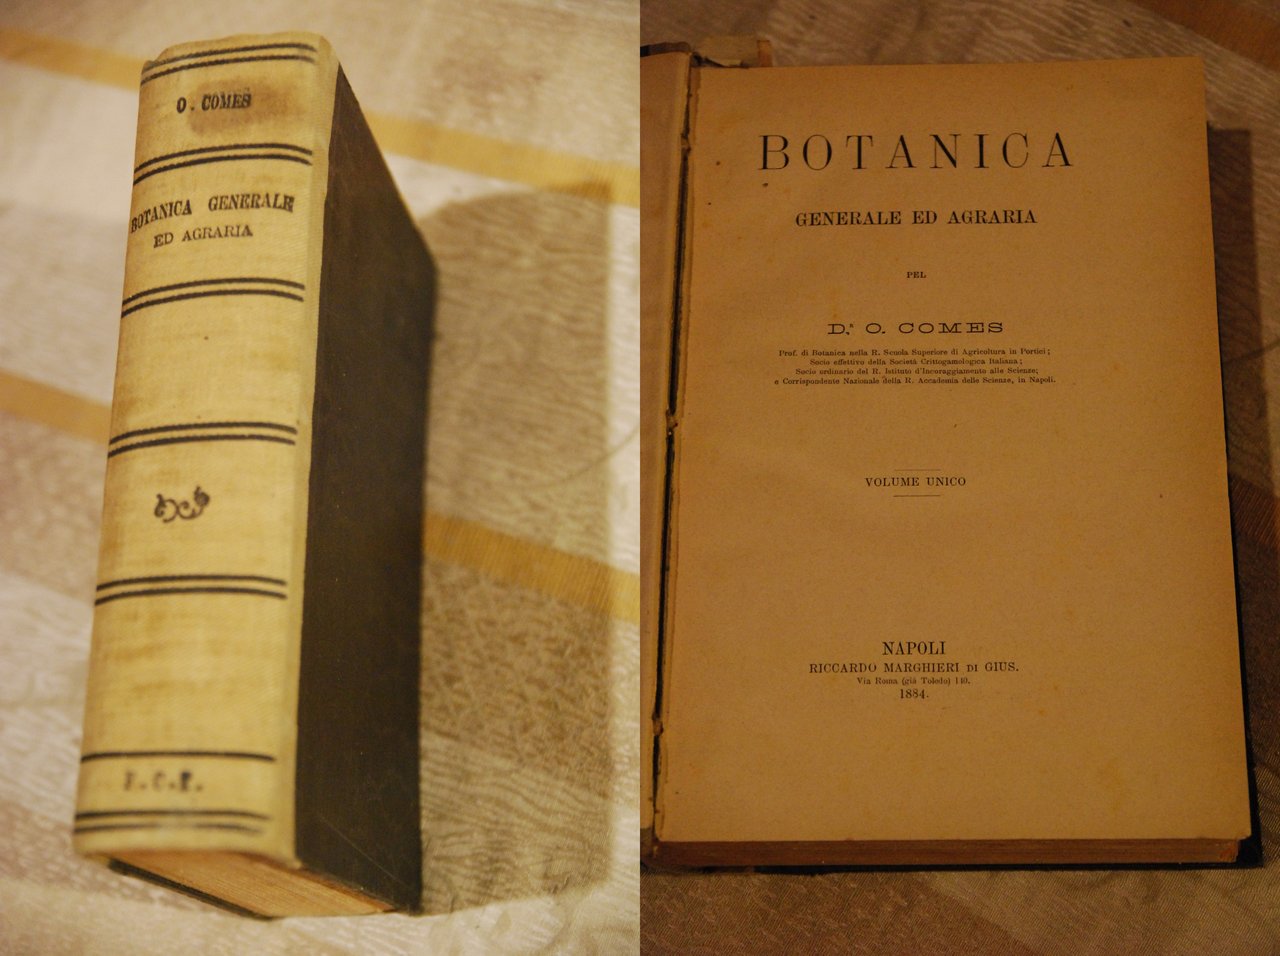 O. COMES
BOTANICA GENERALE
ED AGRARIA
BOTANICA
GENERALE ED AGRARIA
PEL
D.R O. COMES
Prof. di Botanica nella R. Scuola Superiore di Agricoltura in Portici;
Socio effettivo della Società Crittogamologica Italiana;
Socio ordinario del R. Istituto d'Incoraggiamento alle Scienze;
e Corrispondente Nazionale della R. Accademia delle Scienze, in Napoli.
VOLUME UNICO
NAPOLI
RICCARDO MARGHIERI DI GIUS.
Via Roma (già Toledo) 140.
1884.